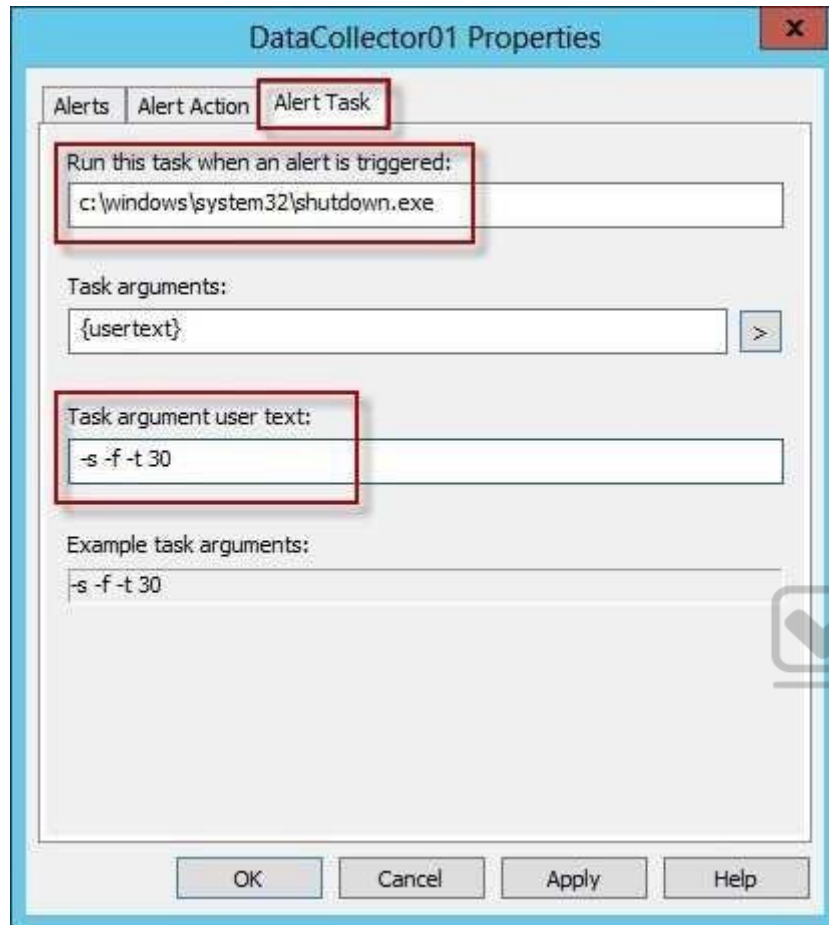 DataCollector01 Properties
x
Alerts
Alert Action
Alert Task
Run this task when an alert is triggered:
c:\windows\system32\shutdown.exe
Task arguments:
{usertext}
>
Task argument user text:
-s -f -t 30
Example task arguments:
-s -f -t 30
OK
Cancel
Apply
Help